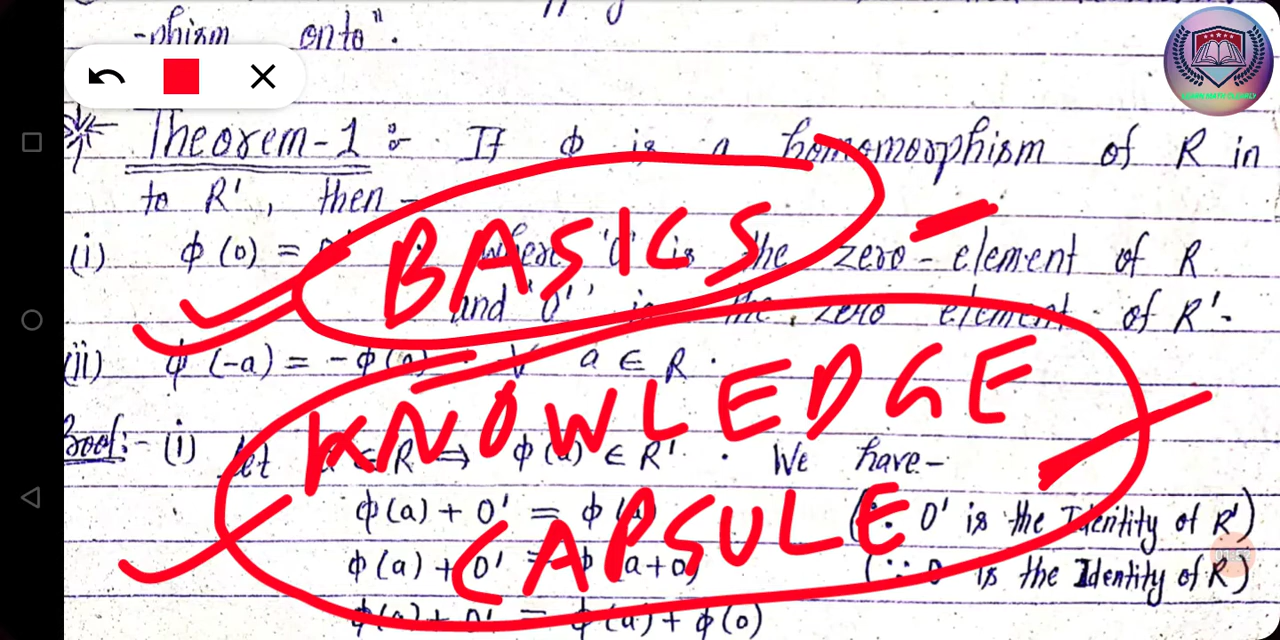 -phism onto".
Theorem-1 :- If ϕ is a homomorphism of R in
to R', then -
(i) ϕ(0) = 0' where '0' is the zero-element of R
and '0'' is the zero element of R'.
(ii) ϕ(-a) = -ϕ(a) . ∀ a ∈ R .
Proof:- (i) Let a ∈ R ⇒ ϕ(a) ∈ R' . We have-
ϕ(a) + 0' = ϕ(a) (∵ 0' is the Identity of R')
ϕ(a) + 0' = ϕ(a+0) (∵ 0 is the Identity of R)
ϕ(a) + 0' = ϕ(a) + ϕ(0)
BASICS
KNOWLEDGE
CAPSULE